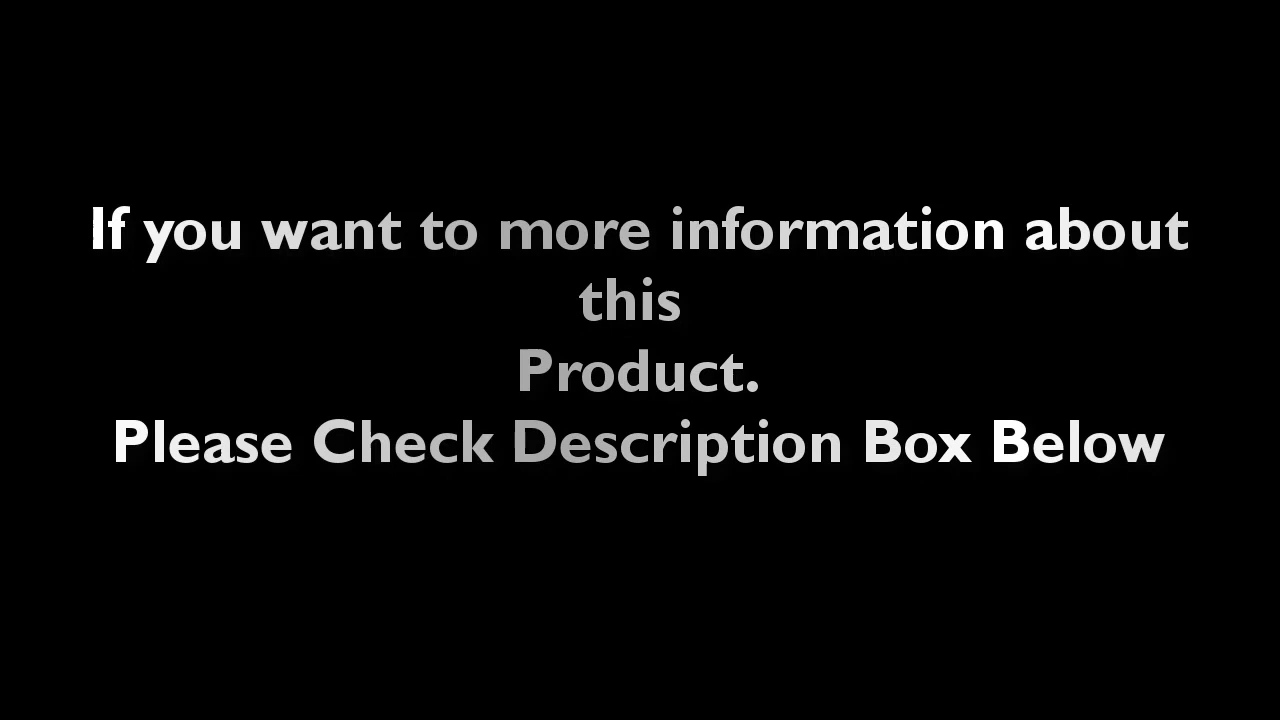 If you want to more information about
this
Product.
Please Check Description Box Below